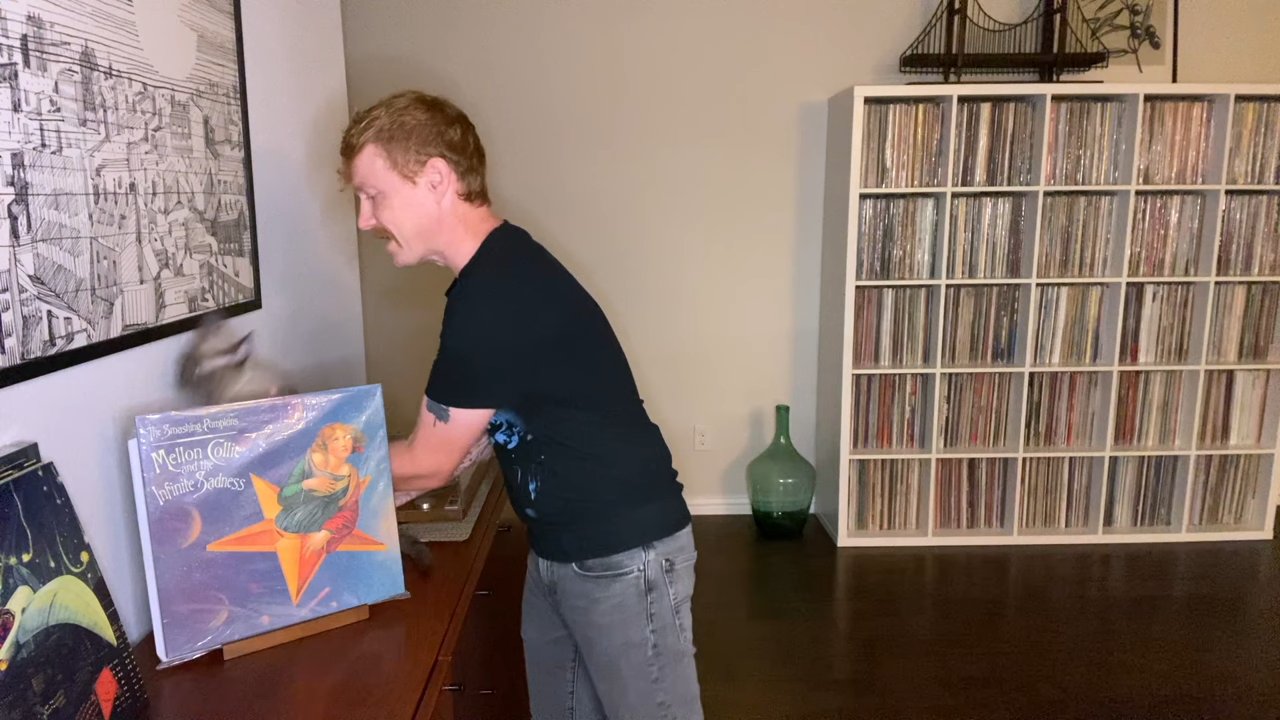 The Smashing Pumpkins
Mellon Collie
and the
Infinite Sadness